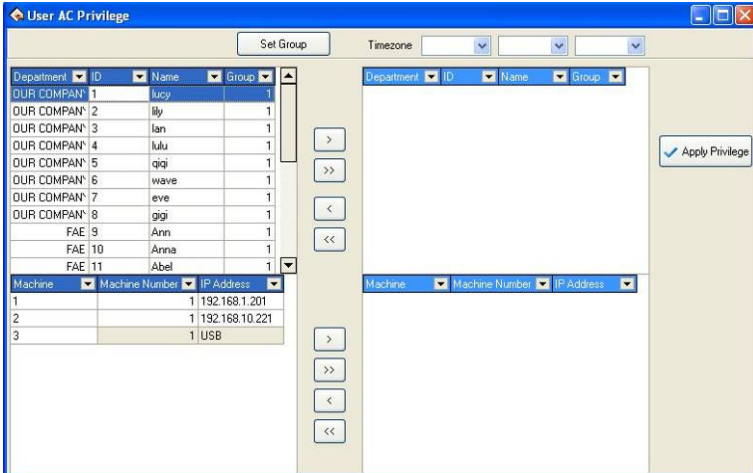 User AC Privilege
Set Group Timezone
Department ID Name Group Department ID Name Group
OUR COMPANY 1 lucy 1
OUR COMPANY 2 lily 1
OUR COMPANY 3 lan 1
OUR COMPANY 4 lulu 1
OUR COMPANY 5 qiqi 1
OUR COMPANY 6 wave 1
OUR COMPANY 7 eve 1
OUR COMPANY 8 gigi 1
FAE 9 Ann 1
FAE 10 Anna 1
FAE 11 Abel 1
>
>>
<
<<
Apply Privilege
Machine Machine Number IP Address Machine Machine Number IP Address
1 1 192.168.1.201
2 1 192.168.10.221
3 1 USB
>
>>
<
<<